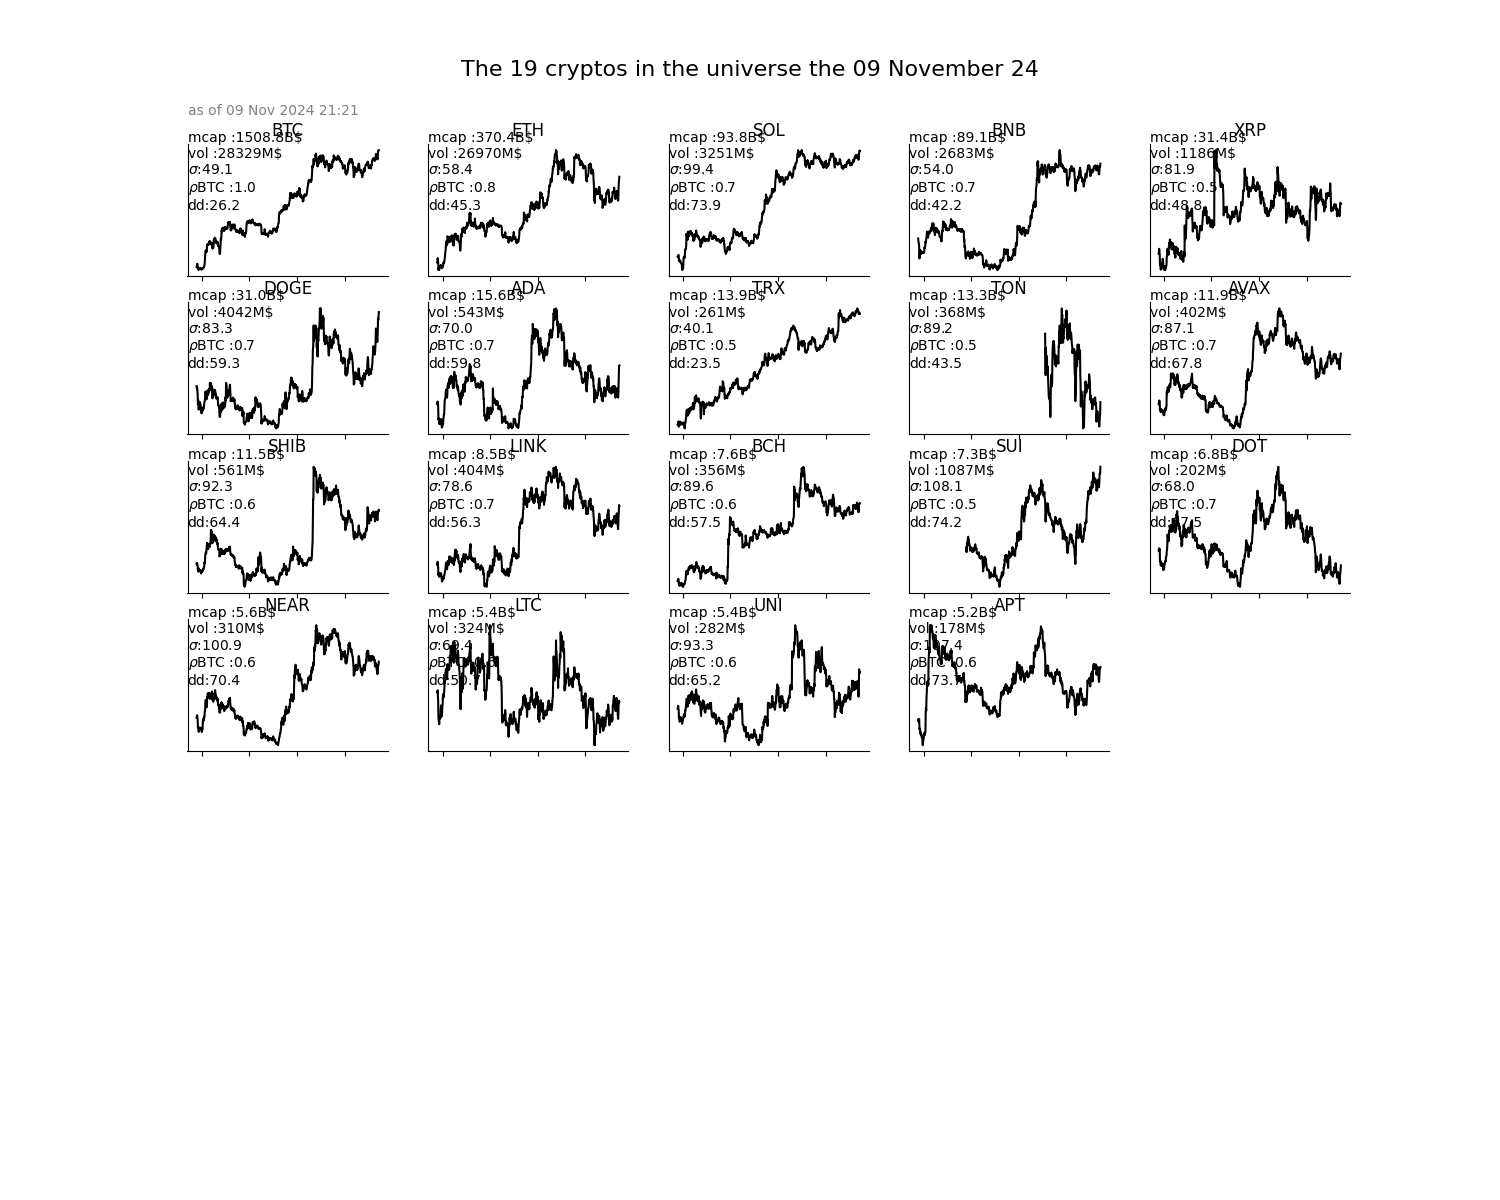 The 19 cryptos in the universe the 09 November 24
as of 09 Nov 2024 21:21
BTC
mcap :1508.8B$
vol :28329M$
σ:49.1
ρBTC :1.0
dd:26.2
ETH
mcap :370.4B$
vol :26970M$
σ:58.4
ρBTC :0.8
dd:45.3
SOL
mcap :93.8B$
vol :3251M$
σ:99.4
ρBTC :0.7
dd:73.9
BNB
mcap :89.1B$
vol :2683M$
σ:54.0
ρBTC :0.7
dd:42.2
XRP
mcap :31.4B$
vol :1186M$
σ:81.9
ρBTC :0.5
dd:48.8
DOGE
mcap :31.0B$
vol :4042M$
σ:83.3
ρBTC :0.7
dd:59.3
ADA
mcap :15.6B$
vol :543M$
σ:70.0
ρBTC :0.7
dd:59.8
TRX
mcap :13.9B$
vol :261M$
σ:40.1
ρBTC :0.5
dd:23.5
TON
mcap :13.3B$
vol :368M$
σ:89.2
ρBTC :0.5
dd:43.5
AVAX
mcap :11.9B$
vol :402M$
σ:87.1
ρBTC :0.7
dd:67.8
SHIB
mcap :11.5B$
vol :561M$
σ:92.3
ρBTC :0.6
dd:64.4
LINK
mcap :8.5B$
vol :404M$
σ:78.6
ρBTC :0.7
dd:56.3
BCH
mcap :7.6B$
vol :356M$
σ:89.6
ρBTC :0.6
dd:57.5
SUI
mcap :7.3B$
vol :1087M$
σ:108.1
ρBTC :0.5
dd:74.2
DOT
mcap :6.8B$
vol :202M$
σ:68.0
ρBTC :0.7
NEAR
mcap :5.6B$
vol :310M$
σ:100.9
ρBTC :0.6
dd:70.4
LTC
mcap :5.4B$
vol :324M$
UNI
mcap :5.4B$
vol :282M$
σ:93.3
ρBTC :0.6
dd:65.2
APT
mcap :5.2B$
vol :178M$
ρBTC :0.6